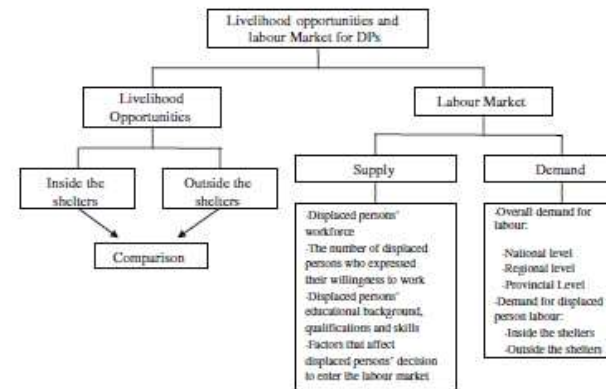 Livelihood opportunities and
labour Market for DPs
Livelihood
Opportunities
Labour Market
Inside the
shelters
Outside the
shelters
Comparison
Supply
Demand
-Displaced persons'
workforce
-The number of displaced
persons who expressed
their willingness to work
-Displaced persons'
educational background,
qualifications and skills
-Factors that affect
displaced persons' decision
to enter the labour market
-Overall demand for
labour:
-National level
-Regional level
-Provincial Level
-Demand for displaced
person labour:
-Inside the shelters
-Outside the shelters